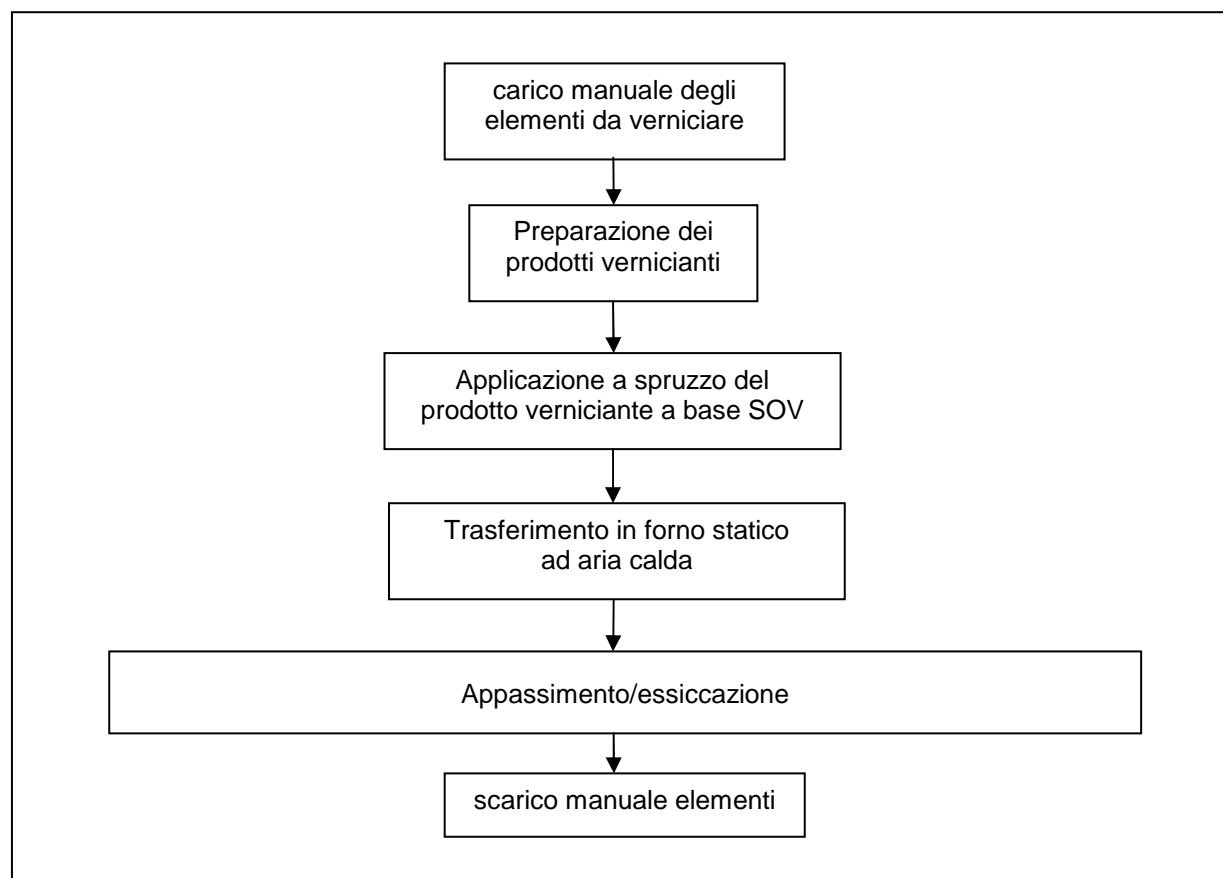 carico manuale degli
elementi da verniciare
Preparazione dei
prodotti vernicianti
Applicazione a spruzzo del
prodotto verniciante a base SOV
Trasferimento in forno statico
ad aria calda
Appassimento/essiccazione
scarico manuale elementi